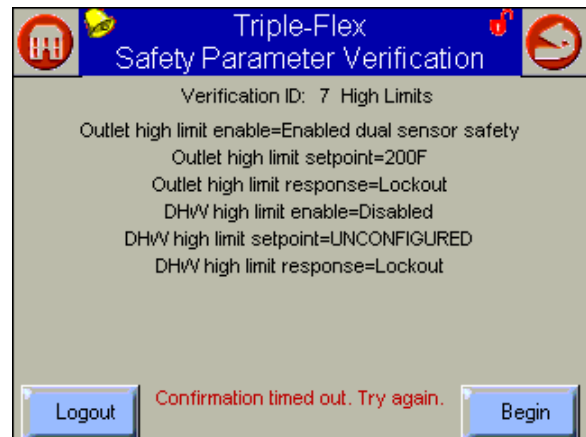 Triple-Flex
Safety Parameter Verification
Verification ID: 7 High Limits
Outlet high limit enable=Enabled dual sensor safety
Outlet high limit setpoint=200F
Outlet high limit response=Lockout
DHW high limit enable=Disabled
DHW high limit setpoint=UNCONFIGURED
DHW high limit response=Lockout
Logout
Confirmation timed out. Try again.
Begin